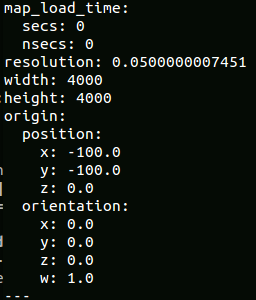 map_load_time:
  secs: 0
  nsecs: 0
resolution: 0.0500000007451
width: 4000
height: 4000
origin:
  position:
    x: -100.0
    y: -100.0
    z: 0.0
  orientation:
    x: 0.0
    y: 0.0
    z: 0.0
    w: 1.0
---